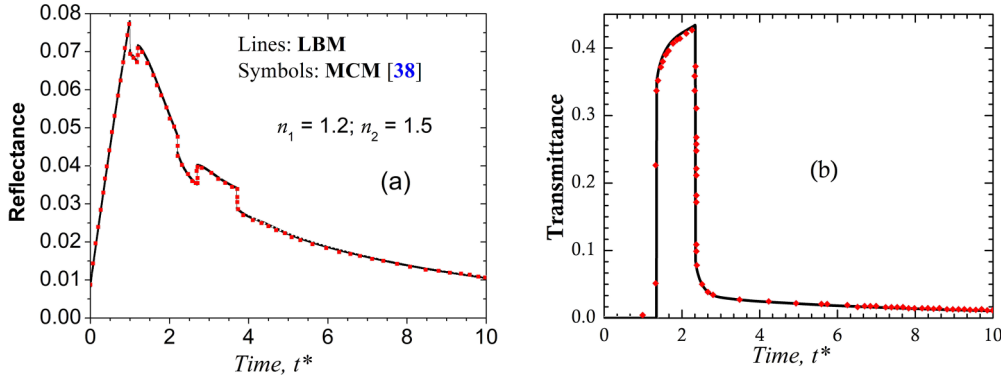 0.08
0.07
0.06
0.05
0.04
0.03
0.02
0.01
0.00
Reflectance
Lines: LBM
Symbols: MCM [38]
n1 = 1.2; n2 = 1.5
(a)
0 2 4 6 8 10
Time, t*
0.4
0.3
0.2
0.1
0.0
Transmittance
(b)
0 2 4 6 8 10
Time, t*